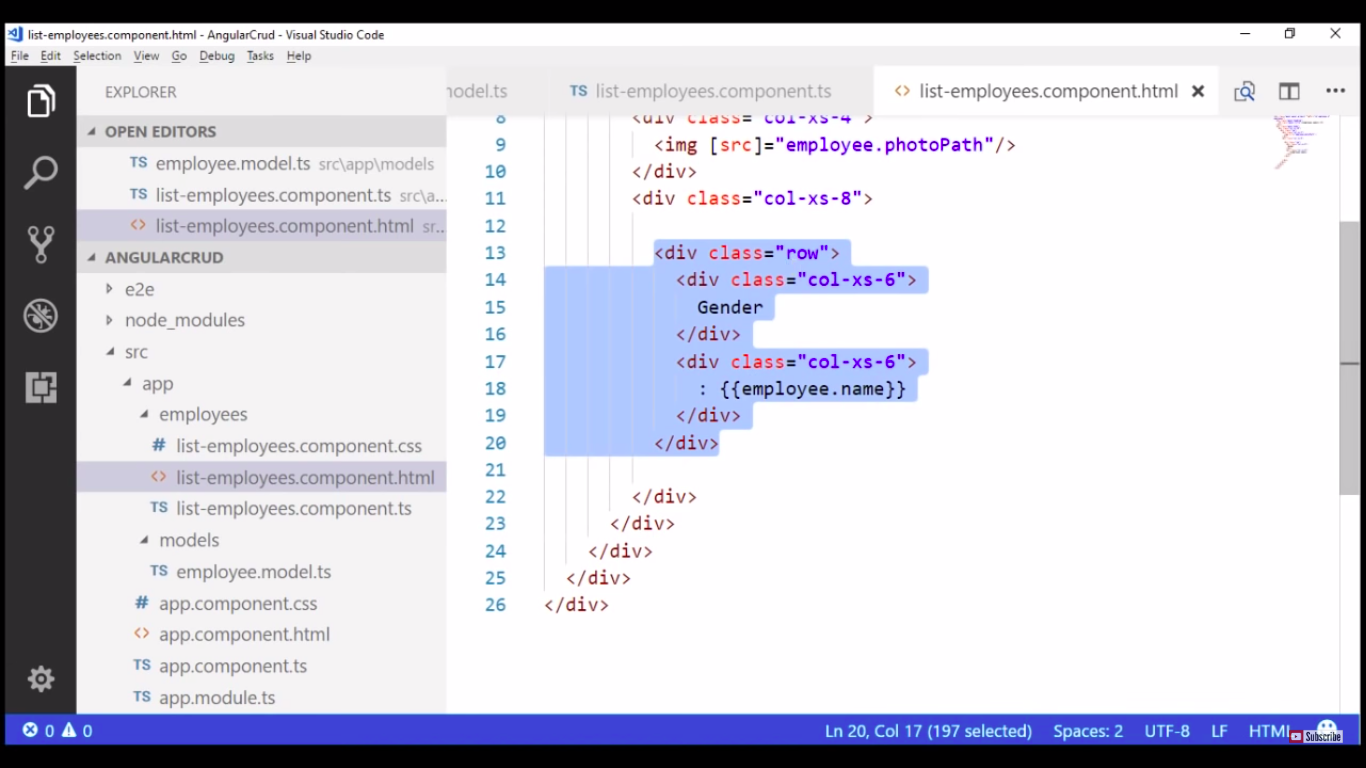 list-employees.component.html - AngularCrud - Visual Studio Code
File Edit Selection View Go Debug Tasks Help
EXPLORER
OPEN EDITORS
TS employee.model.ts src\app\models
TS list-employees.component.ts src\a...
<> list-employees.component.html sr...
ANGULARCRUD
e2e
node_modules
src
app
employees
# list-employees.component.css
<> list-employees.component.html
TS list-employees.component.ts
models
TS employee.model.ts
# app.component.css
<> app.component.html
TS app.component.ts
TS app.module.ts
nodel.ts TS list-employees.component.ts <> list-employees.component.html
8 <div class="col-xs-4">
9 <img [src]="employee.photoPath"/>
10 </div>
11 <div class="col-xs-8">
12
13 <div class="row">
14 <div class="col-xs-6">
15 Gender
16 </div>
17 <div class="col-xs-6">
18 : {{employee.name}}
19 </div>
20 </div>
21
22 </div>
23 </div>
24 </div>
25 </div>
26 </div>
0 0 Ln 20, Col 17 (197 selected) Spaces: 2 UTF-8 LF HTML
Subscribe